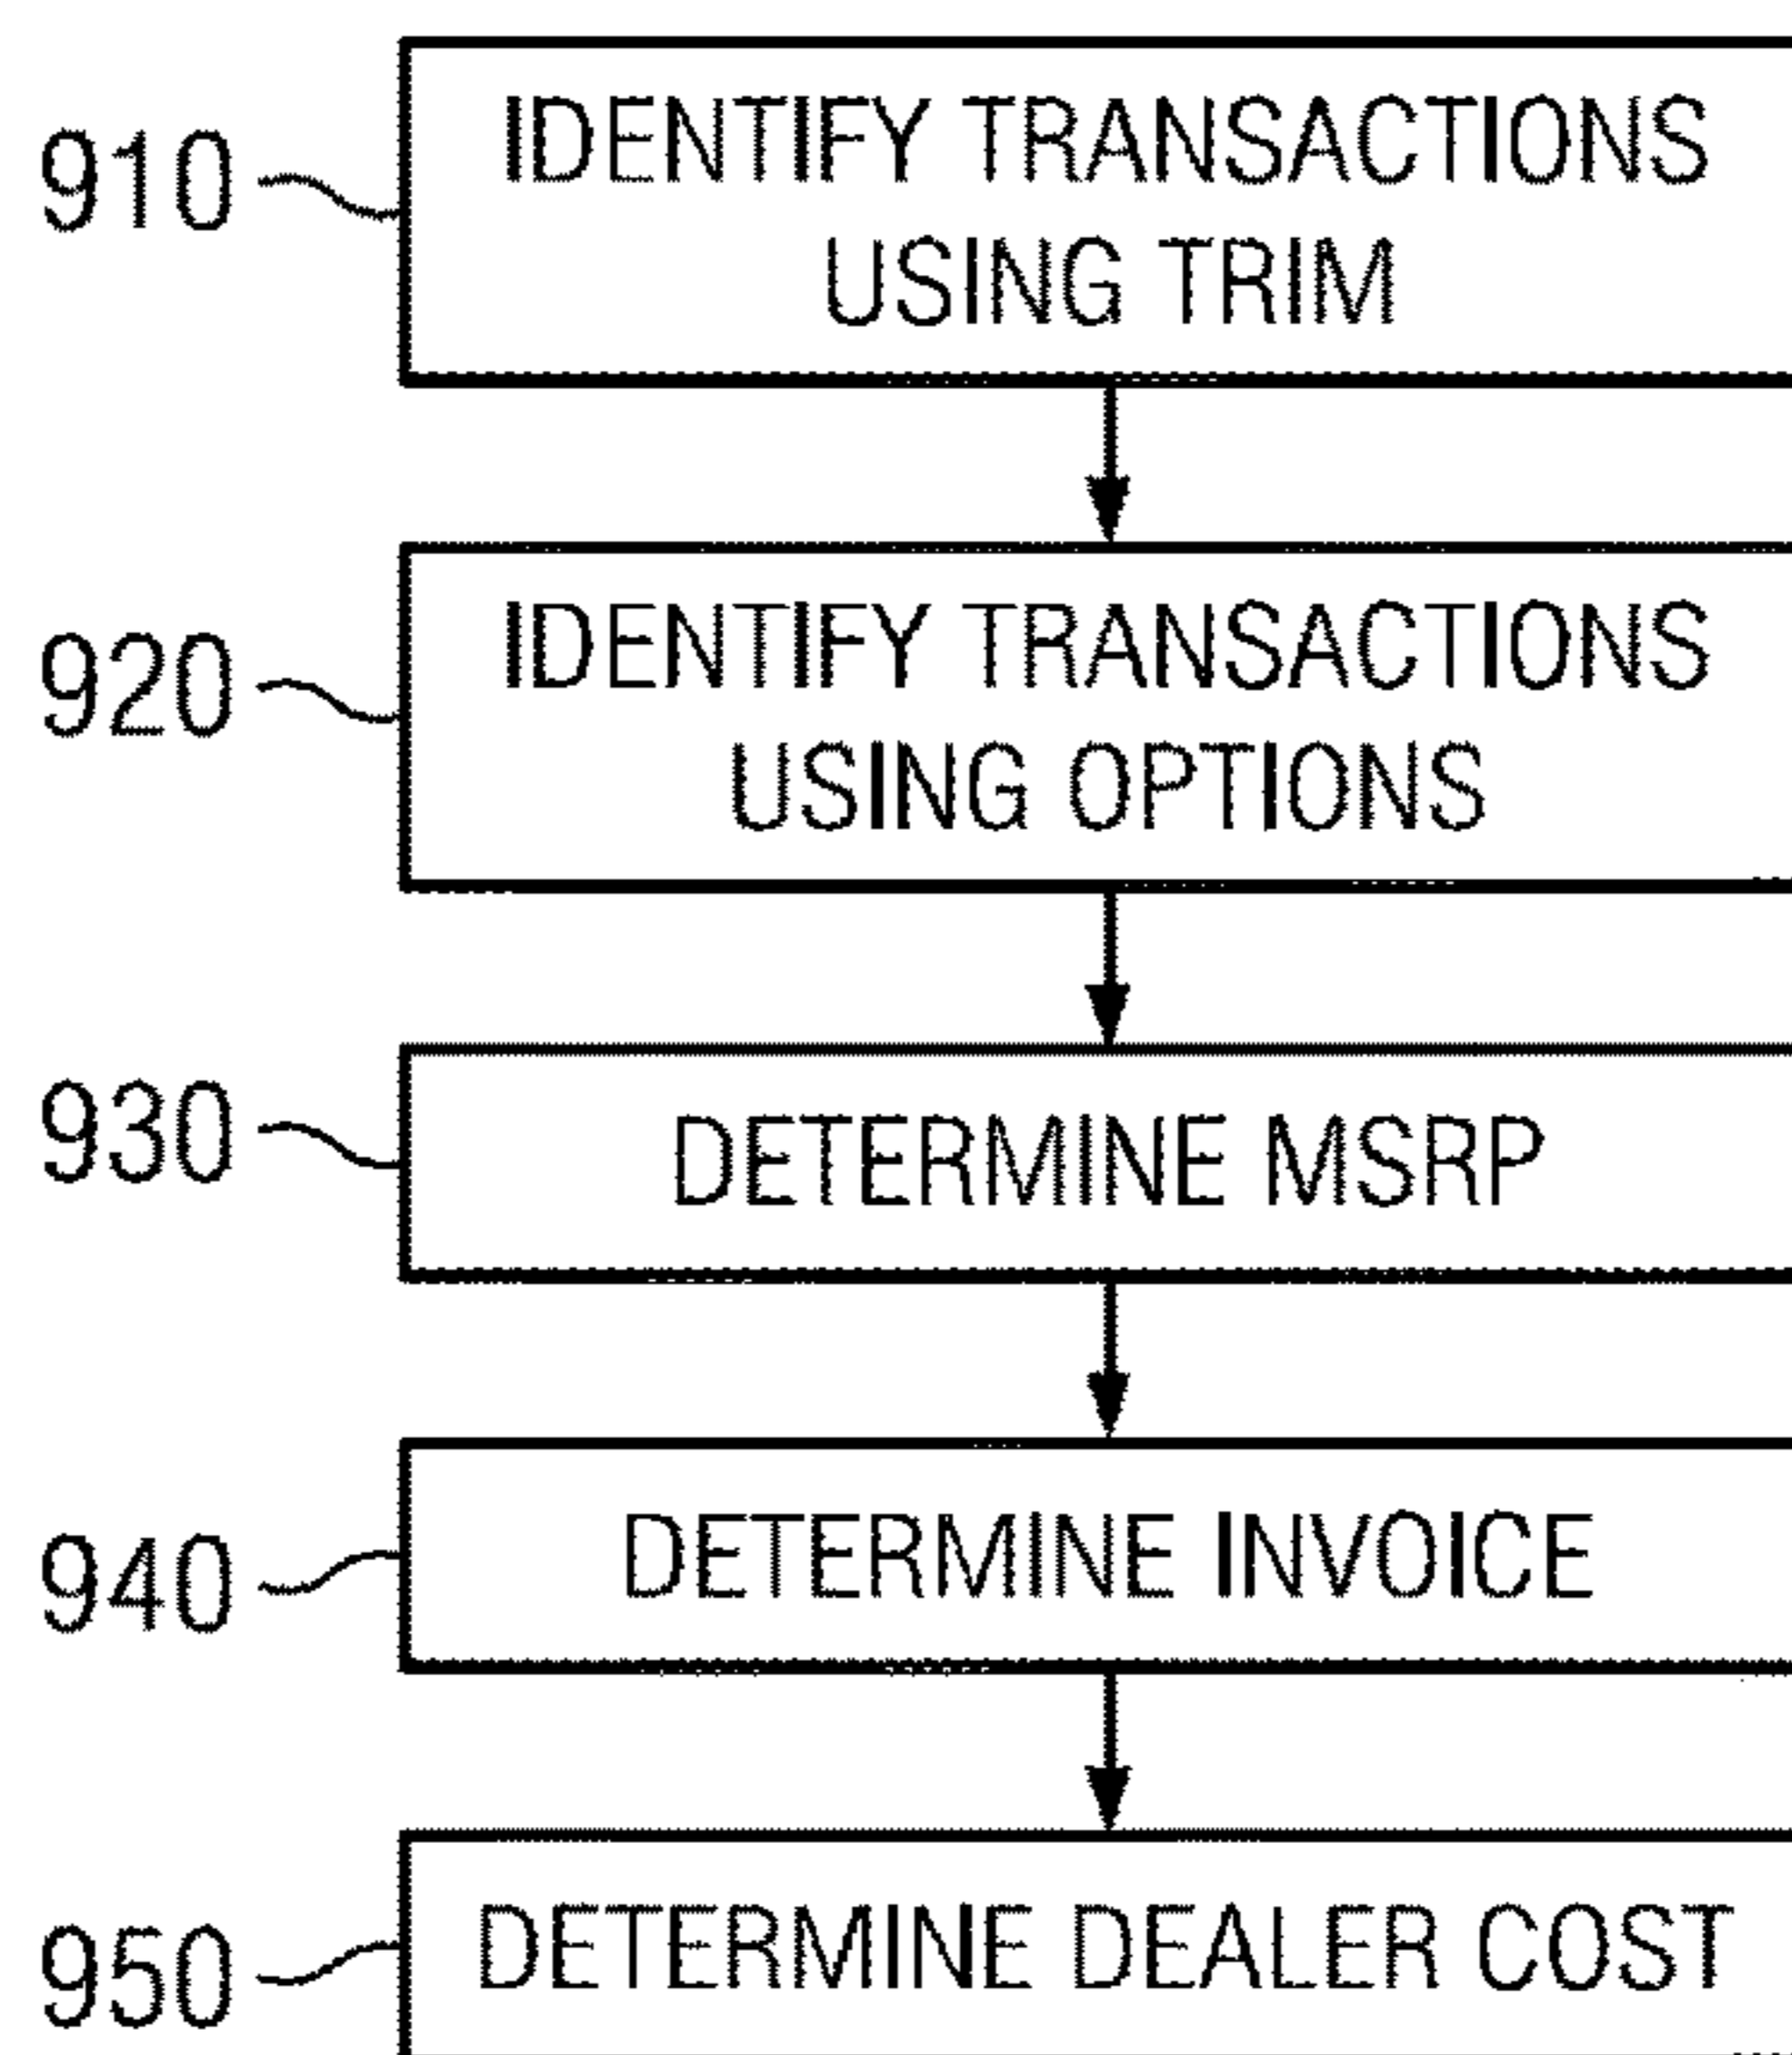 910
IDENTIFY TRANSACTIONS
USING TRIM
920
IDENTIFY TRANSACTIONS
USING OPTIONS
930
DETERMINE MSRP
940
DETERMINE INVOICE
950
DETERMINE DEALER COST